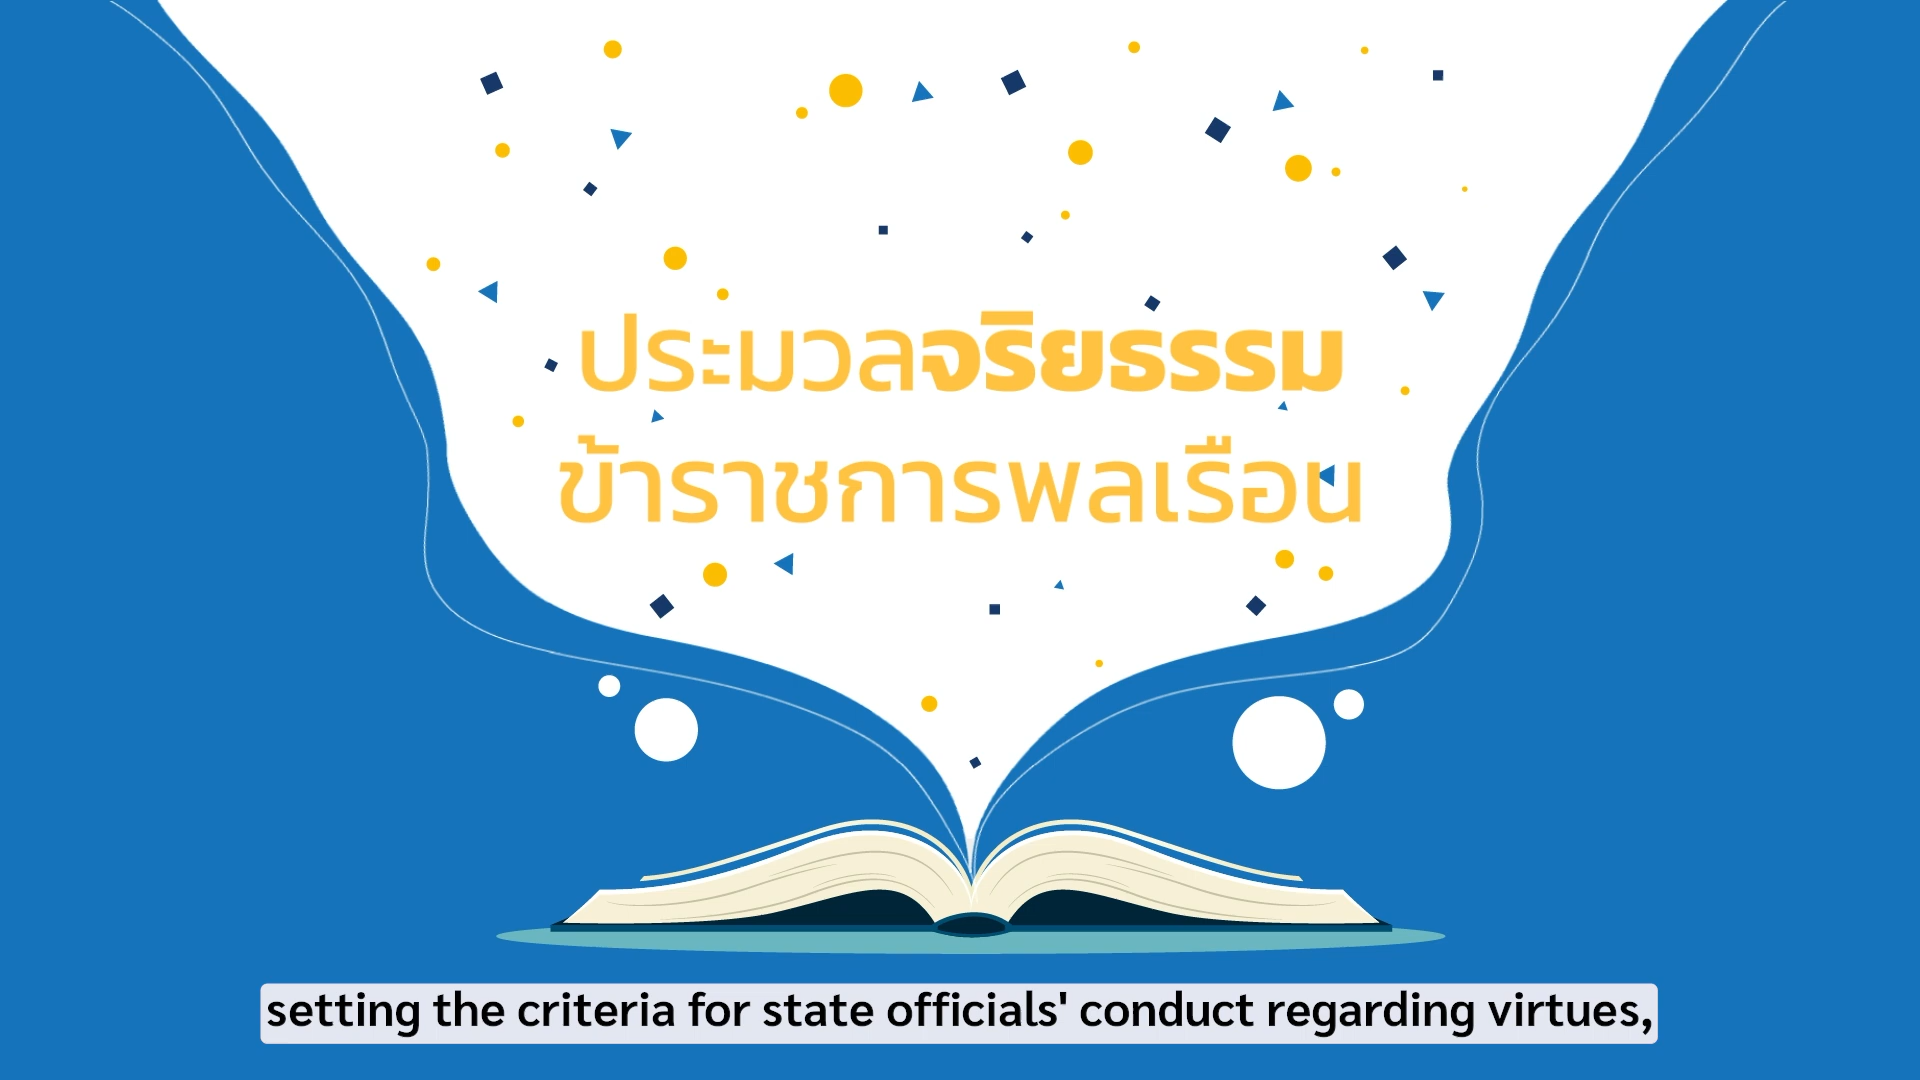 ประมวลจริยธรรม
ข้าราชการพลเรือน
setting the criteria for state officials' conduct regarding virtues,